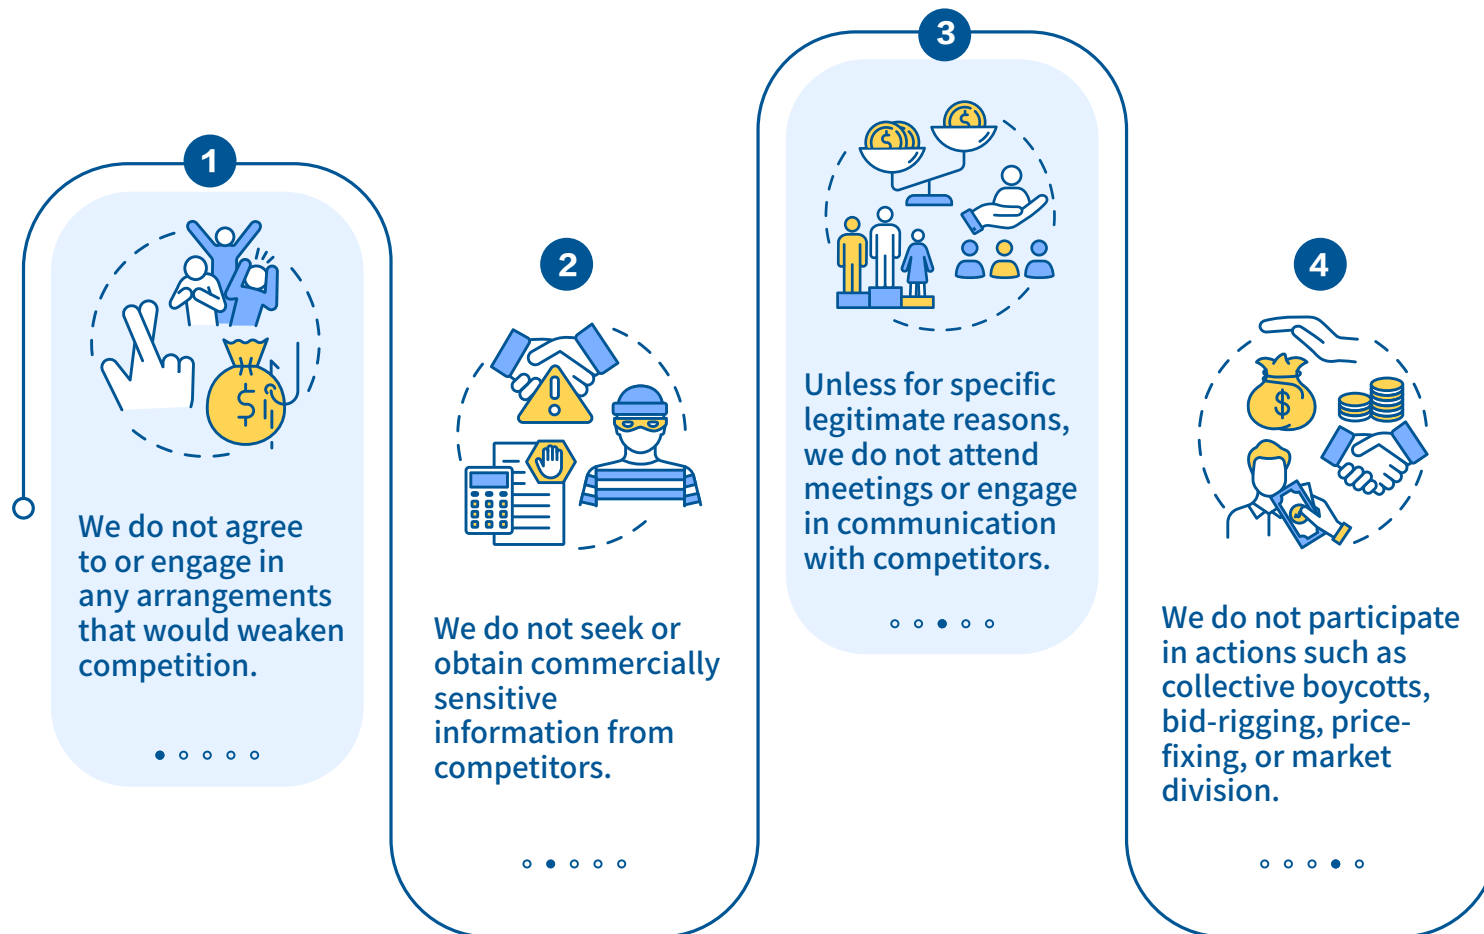 1
We do not agree
to or engage in
any arrangements
that would weaken
competition.
2
We do not seek or
obtain commercially
sensitive
information from
competitors.
3
Unless for specific
legitimate reasons,
we do not attend
meetings or engage
in communication
with competitors.
4
We do not participate
in actions such as
collective boycotts,
bid-rigging, price-
fixing, or market
division.